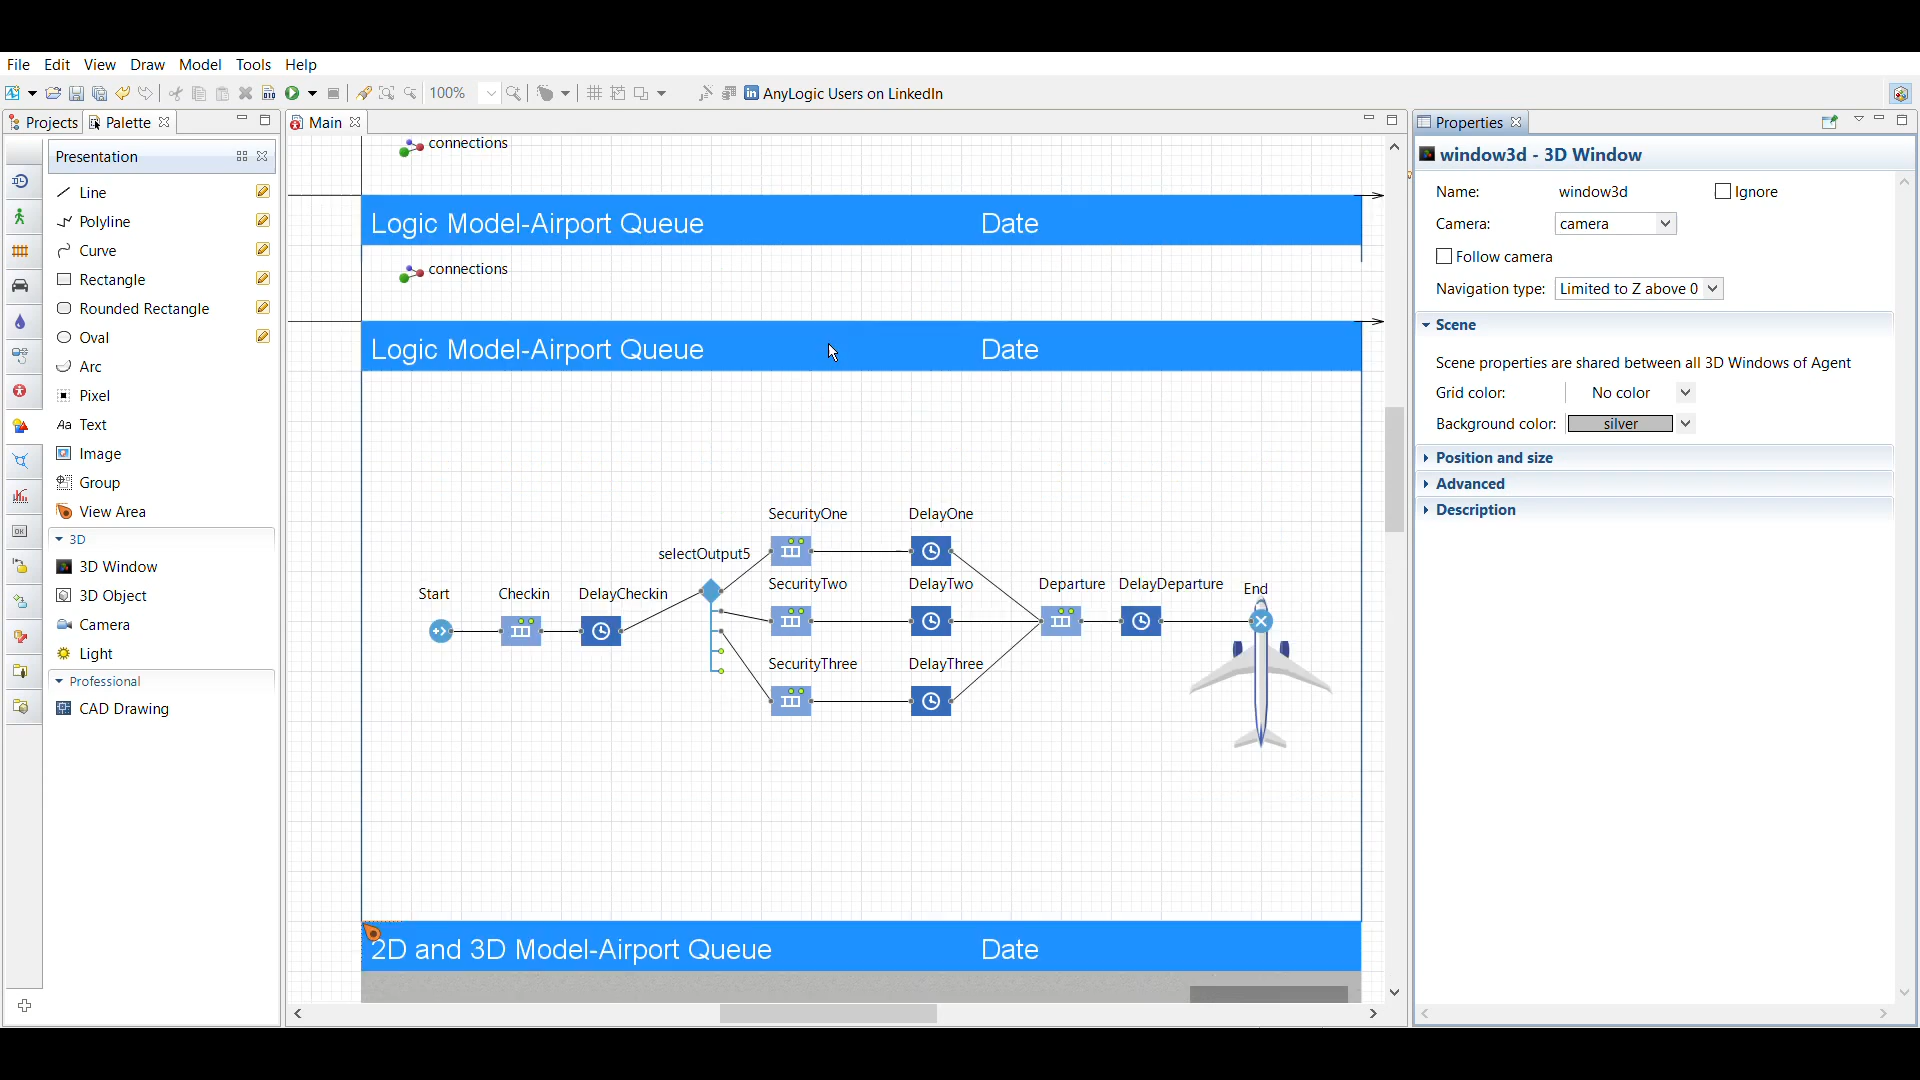 File Edit View Draw Model Tools Help
100% AnyLogic Users on LinkedIn
Projects Palette
Presentation
Line
Polyline
Curve
Rectangle
Rounded Rectangle
Oval
Arc
Pixel
Aa Text
Image
Group
View Area
3D
3D Window
3D Object
Camera
Light
Professional
CAD Drawing
Main
connections
Logic Model-Airport Queue Date
connections
Logic Model-Airport Queue Date
SecurityOne DelayOne
selectOutput5
SecurityTwo DelayTwo Departure DelayDeparture End
Start Checkin DelayCheckin
SecurityThree DelayThree
2D and 3D Model-Airport Queue Date
Properties
window3d - 3D Window
Name: window3d Ignore
Camera: camera
Follow camera
Navigation type: Limited to Z above 0
Scene
Scene properties are shared between all 3D Windows of Agent
Grid color: No color
Background color: silver
Position and size
Advanced
Description